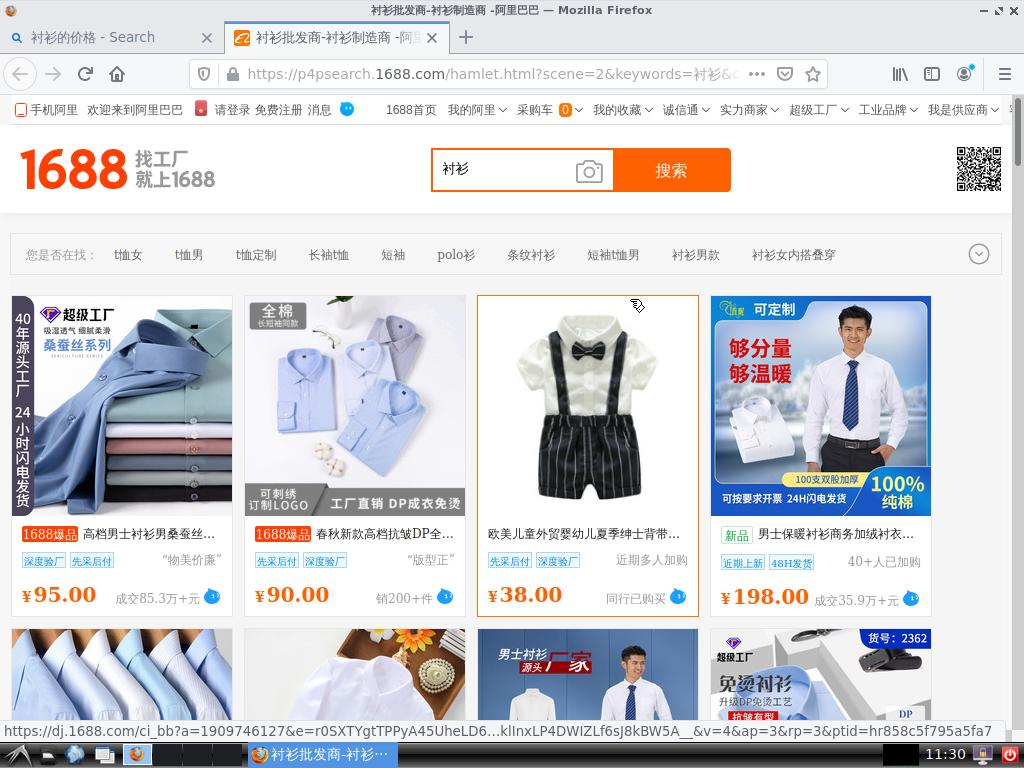 衬衫批发商-衬衫制造商 -阿里巴巴 — Mozilla Firefox
衬衫的价格 - Search
衬衫批发商-衬衫制造商 -阿里
https://p4psearch.1688.com/hamlet.html?scene=2&keywords=衬衫&c
手机阿里 欢迎来到阿里巴巴 请登录 免费注册 消息 1688首页 我的阿里 采购车 0 我的收藏 诚信通 实力商家 超级工厂 工业品牌 我是供应商
1688 找工厂
就上1688
衬衫
搜索
您是否在找： t恤女 t恤男 t恤定制 长袖t恤 短袖 polo衫 条纹衬衫 短袖t恤男 衬衫男款 衬衫女内搭叠穿
40年源头工厂 24小时闪电发货
超级工厂
吸湿透气 细腻柔滑
桑蚕丝系列
1688爆品 高档男士衬衫男桑蚕丝...
深度验厂 先采后付 “物美价廉”
¥95.00 成交85.3万+元
全棉
长短袖同款
可刺绣
订制LOGO
工厂直销 DP成衣免烫
1688爆品 春秋新款高档抗皱DP全...
先采后付 深度验厂 “版型正”
¥90.00 销200+件
欧美儿童外贸婴幼儿夏季绅士背带...
先采后付 深度验厂 近期多人加购
¥38.00 同行已购买
可定制
够分量
够温暖
100支双股加厚
可按要求开票 24H闪电发货
100%
纯棉
新品 男士保暖衬衫商务加绒衬衣...
近期上新 48H发货 40+人已加购
¥198.00 成交35.9万+元
男士衬衫
源头厂家
货号：2362
超级工厂
免烫衬衫
升级DP免烫工艺
抗皱有型
DP
https://dj.1688.com/ci_bb?a=1909746127&e=r0SXTYgtTPPyA45UheLD6...klInxLP4DWIZLf6sJ8kBW5A__&v=4&ap=3&rp=3&ptid=hr858c5f795a5fa7
衬衫批发商-衬衫···
11:30